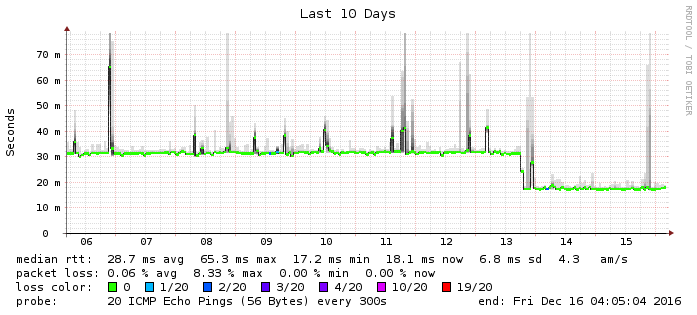 Last 10 Days
RRDTOOL / TOBI OETIKER
Seconds
70 m
60 m
50 m
40 m
30 m
20 m
10 m
0
06 07 08 09 10 11 12 13 14 15
median rtt: 28.7 ms avg 65.3 ms max 17.2 ms min 18.1 ms now 6.8 ms sd 4.3 am/s
packet loss: 0.06 % avg 8.33 % max 0.00 % min 0.00 % now
loss color: 0 1/20 2/20 3/20 4/20 10/20 19/20
probe: 20 ICMP Echo Pings (56 Bytes) every 300s end: Fri Dec 16 04:05:04 2016